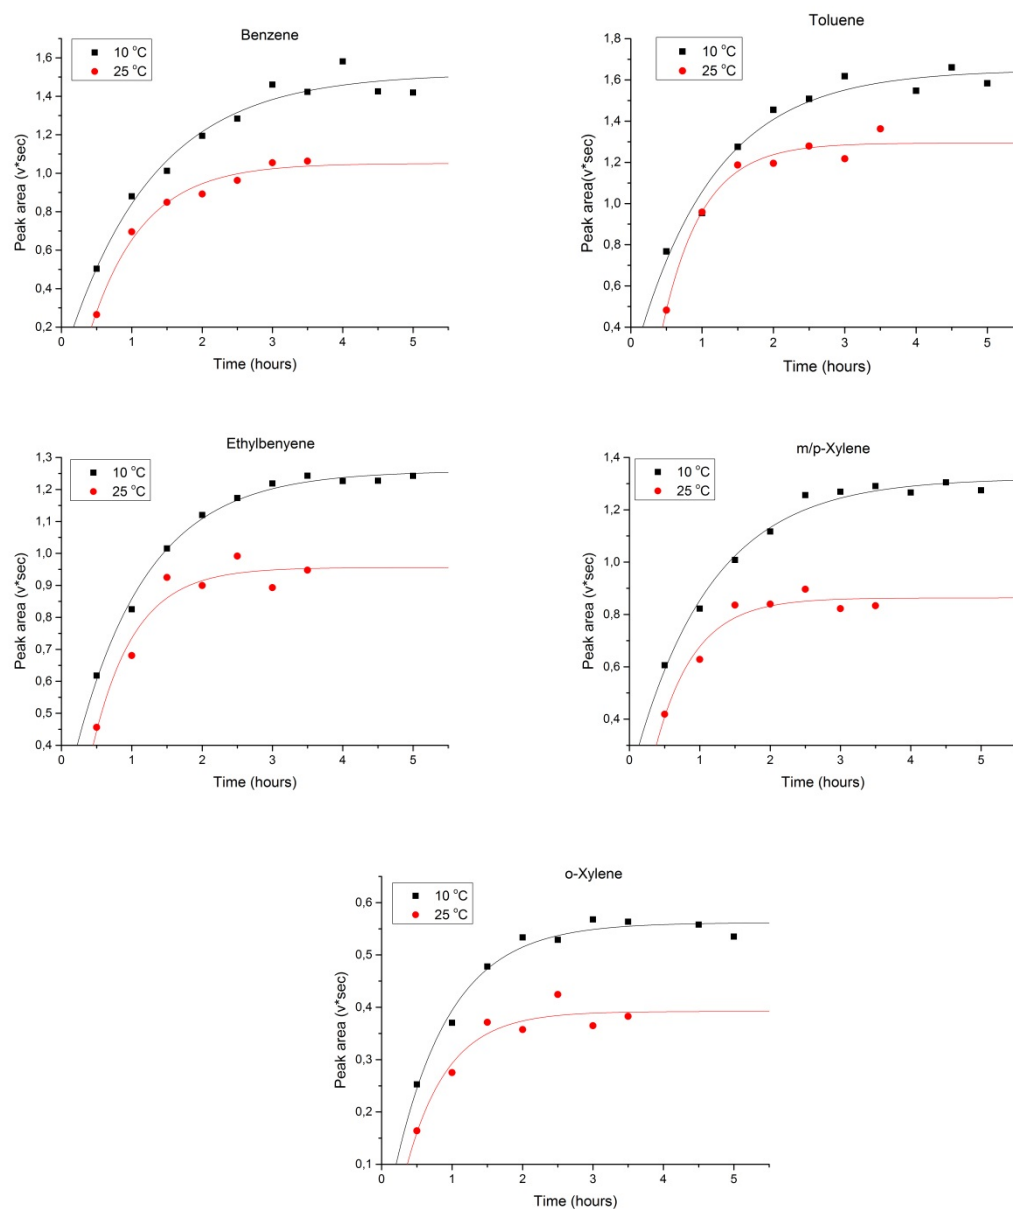 Benzene
10 °C
25 °C
1,6
1,4
1,2
1,0
0,8
0,6
0,4
0,2
Peak area (v*sec)
0 1 2 3 4 5
Time (hours)
Toluene
10 °C
25 °C
1,8
1,6
1,4
1,2
1,0
0,8
0,6
0,4
Peak area(v*sec)
0 1 2 3 4 5
Time (hours)
Ethylbenyene
10 °C
25 °C
1,3
1,2
1,1
1,0
0,9
0,8
0,7
0,6
0,5
0,4
Peak area (v*sec)
0 1 2 3 4 5
Time (hours)
m/p-Xylene
10 °C
25 °C
1,4
1,2
1,0
0,8
0,6
0,4
Peak area (v*sec)
0 1 2 3 4 5
Time (hours)
o-Xylene
10 °C
25 °C
0,6
0,5
0,4
0,3
0,2
0,1
Peak area (v*sec)
0 1 2 3 4 5
Time (hours)